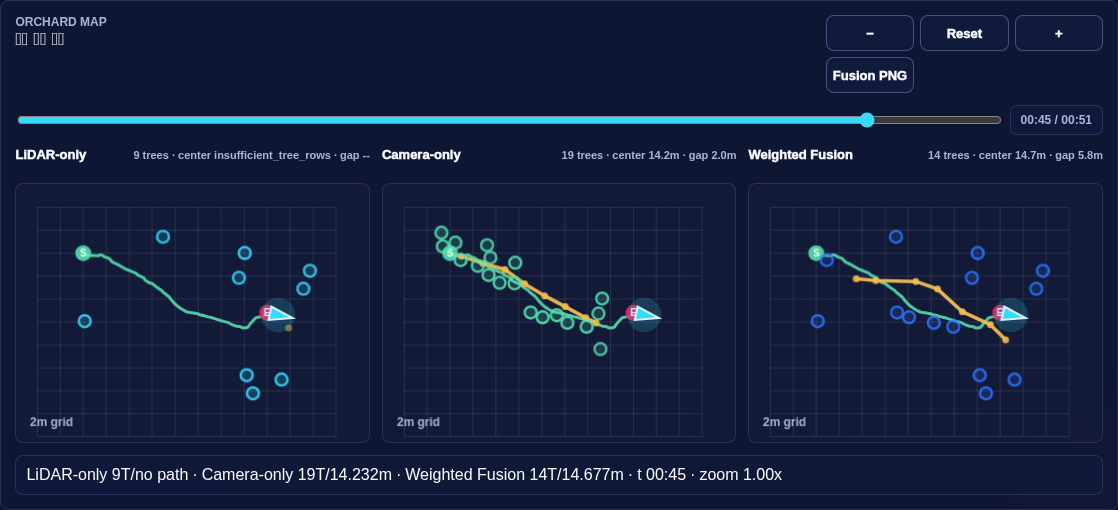 ORCHARD MAP
−
Reset
+
Fusion PNG
00:45 / 00:51
LiDAR-only
9 trees · center insufficient_tree_rows · gap --
Camera-only
19 trees · center 14.2m · gap 2.0m
Weighted Fusion
14 trees · center 14.7m · gap 5.8m
S
E
2m grid
S
E
2m grid
S
E
2m grid
LiDAR-only 9T/no path · Camera-only 19T/14.232m · Weighted Fusion 14T/14.677m · t 00:45 · zoom 1.00x